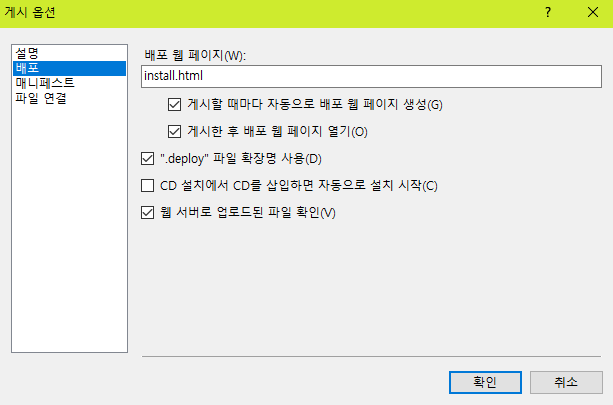 게시 옵션
설명
배포
매니페스트
파일 연결
배포 웹 페이지(W):
install.html
게시할 때마다 자동으로 배포 웹 페이지 생성(G)
게시한 후 배포 웹 페이지 열기(O)
".deploy" 파일 확장명 사용(D)
CD 설치에서 CD를 삽입하면 자동으로 설치 시작(C)
웹 서버로 업로드된 파일 확인(V)
확인
취소